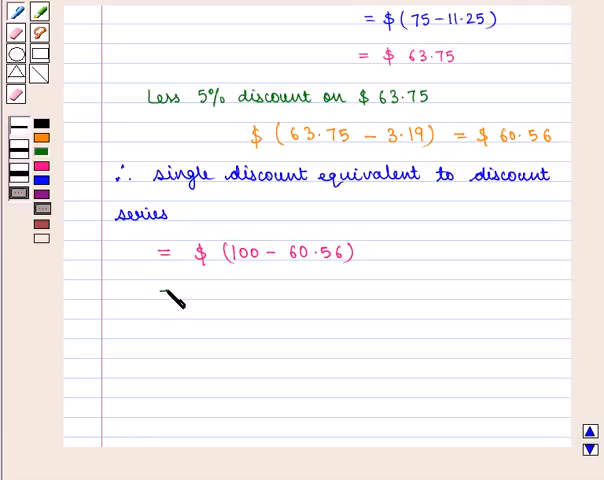 = $(75-11.25)
= $ 63.75
Less 5% discount on $63.75
$ (63.75 - 3.19) = $60.56
∴ single discount equivalent to discount
series
= $ (100 - 60.56)